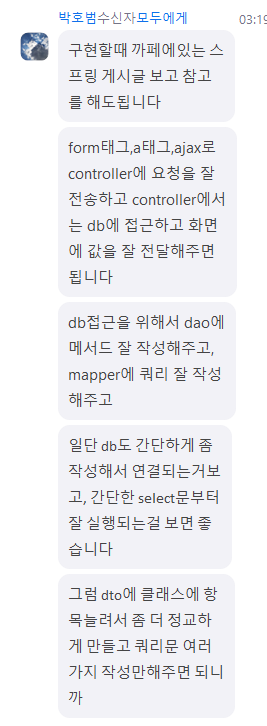 박호범수신자모두에게
03:19
구현할때 까페에있는 스
프링 게시글 보고 참고
를 해도됩니다
form태그,a태그,ajax로
controller에 요청을 잘
전송하고 controller에서
는 db에 접근하고 화면
에 값을 잘 전달해주면
됩니다
db접근을 위해서 dao에
메서드 잘 작성해주고,
mapper에 쿼리 잘 작성
해주고
일단 db도 간단하게 좀
작성해서 연결되는거보
고, 간단한 select문부터
잘 실행되는걸 보면 좋
습니다
그럼 dto에 클래스에 항
목늘려서 좀 더 정교하
게 만들고 쿼리문 여러
가지 작성만해주면 되니
까